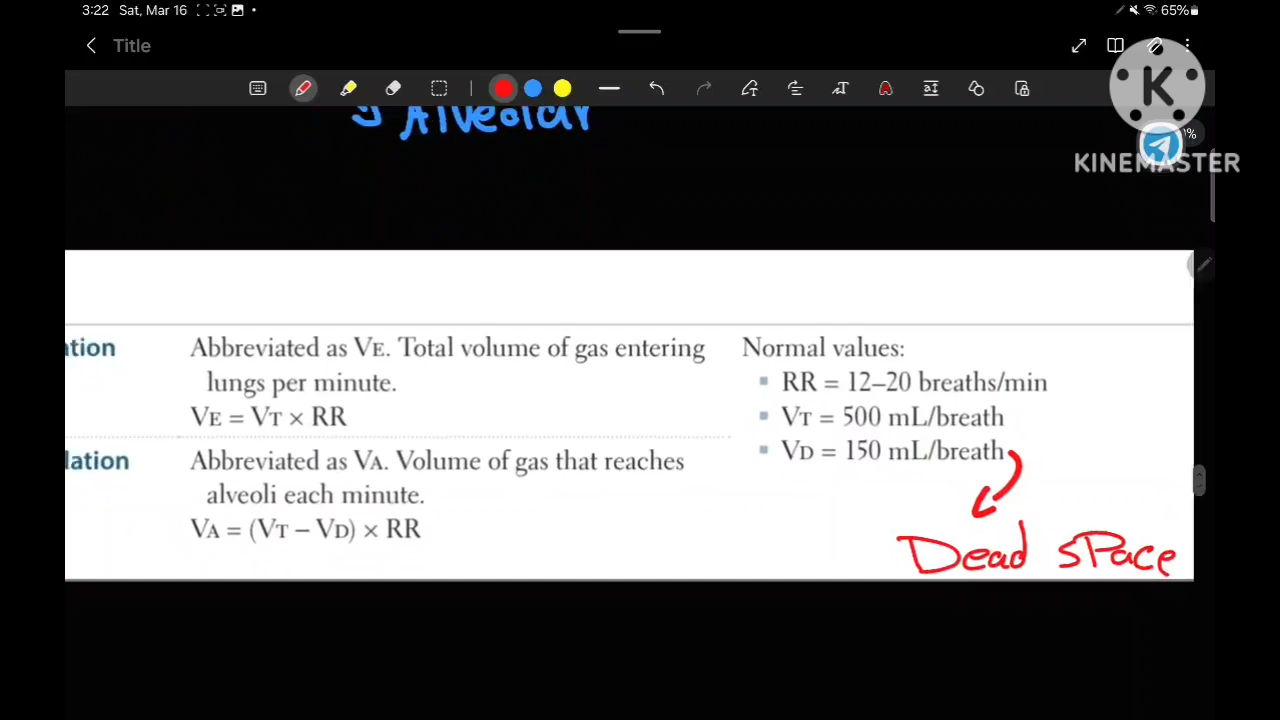 3:22 Sat, Mar 16
65%
Title
K
%
KINEMASTER
Alveolar
ation
Abbreviated as VE. Total volume of gas entering
lungs per minute.
VE = VT × RR
lation
Abbreviated as VA. Volume of gas that reaches
alveoli each minute.
VA = (VT – VD) × RR
Normal values:
RR = 12–20 breaths/min
VT = 500 mL/breath
VD = 150 mL/breath
Dead sPace